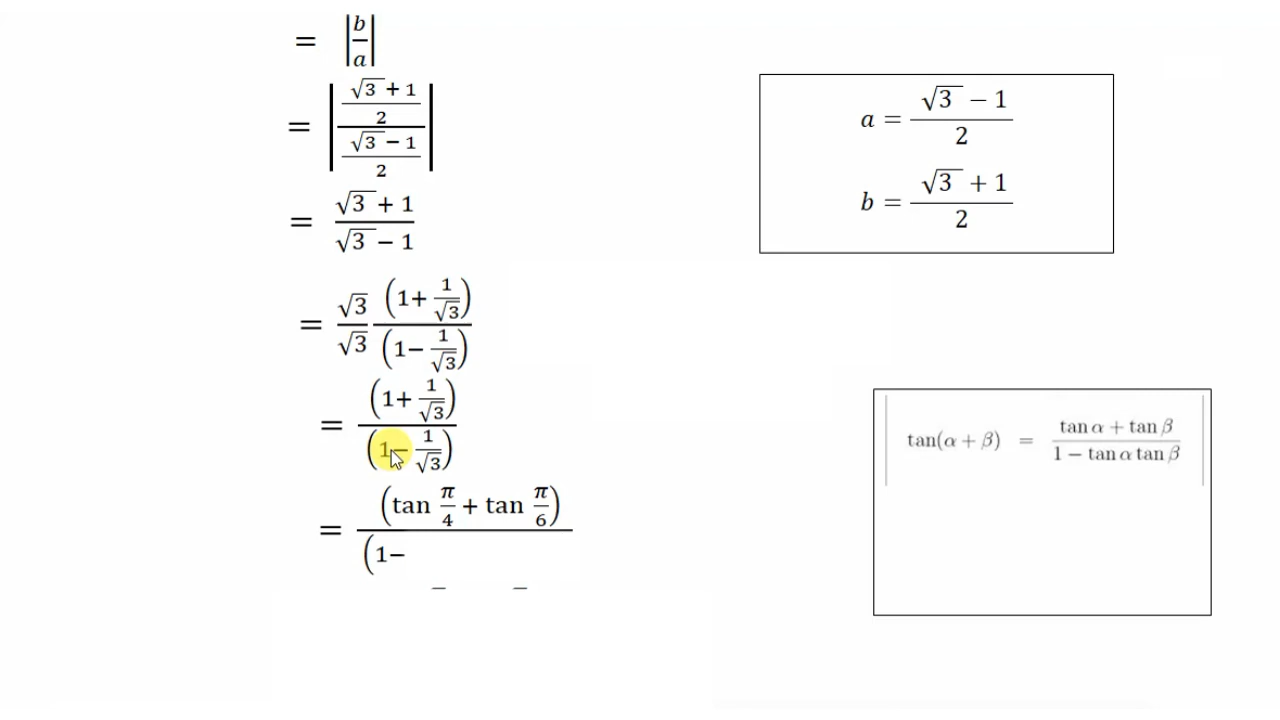 = |b/a|
= |((√3 + 1)/2)/((√3 − 1)/2)|
= (√3 + 1)/(√3 − 1)
= √3/√3 (1+ 1/√3)/(1− 1/√3)
= (1+ 1/√3)/(1− 1/√3)
= (tan π/4 + tan π/6)/(1−
a = (√3 − 1)/2
b = (√3 + 1)/2
tan(α + β) = (tan α + tan β)/(1 − tan α tan β)